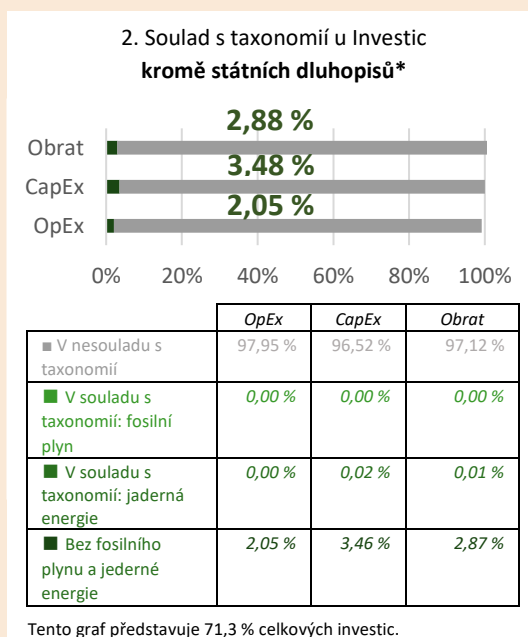 2. Soulad s taxonomií u Investic
kromě státních dluhopisů*
2,88 %
Obrat
3,48 %
CapEx
2,05 %
OpEx
0% 20% 40% 60% 80% 100%
OpEx CapEx Obrat
V nesouladu s 97,95 % 96,52 % 97,12 %
taxonomií
V souladu s 0,00 % 0,00 % 0,00 %
taxonomií: fosilní
plyn
V souladu s 0,00 % 0,02 % 0,01 %
taxonomií: jaderná
energie
Bez fosilního 2,05 % 3,46 % 2,87 %
plynu a jederné
energie
Tento graf představuje 71,3 % celkových investic.